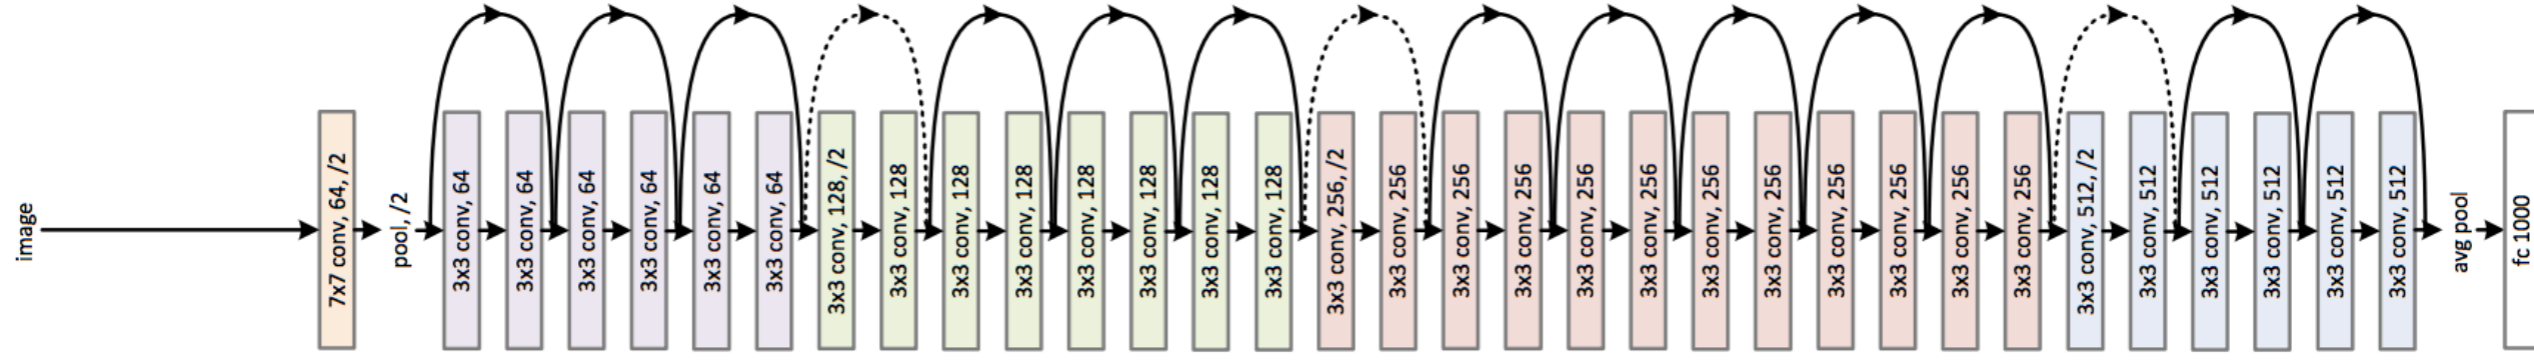 image
7x7 conv, 64, /2
pool, /2
3x3 conv, 64
3x3 conv, 64
3x3 conv, 64
3x3 conv, 64
3x3 conv, 64
3x3 conv, 64
3x3 conv, 128, /2
3x3 conv, 128
3x3 conv, 128
3x3 conv, 128
3x3 conv, 128
3x3 conv, 128
3x3 conv, 128
3x3 conv, 128
3x3 conv, 256, /2
3x3 conv, 256
3x3 conv, 256
3x3 conv, 256
3x3 conv, 256
3x3 conv, 256
3x3 conv, 256
3x3 conv, 256
3x3 conv, 256
3x3 conv, 256
3x3 conv, 256
3x3 conv, 256
3x3 conv, 512, /2
3x3 conv, 512
3x3 conv, 512
3x3 conv, 512
3x3 conv, 512
3x3 conv, 512
avg pool
fc 1000